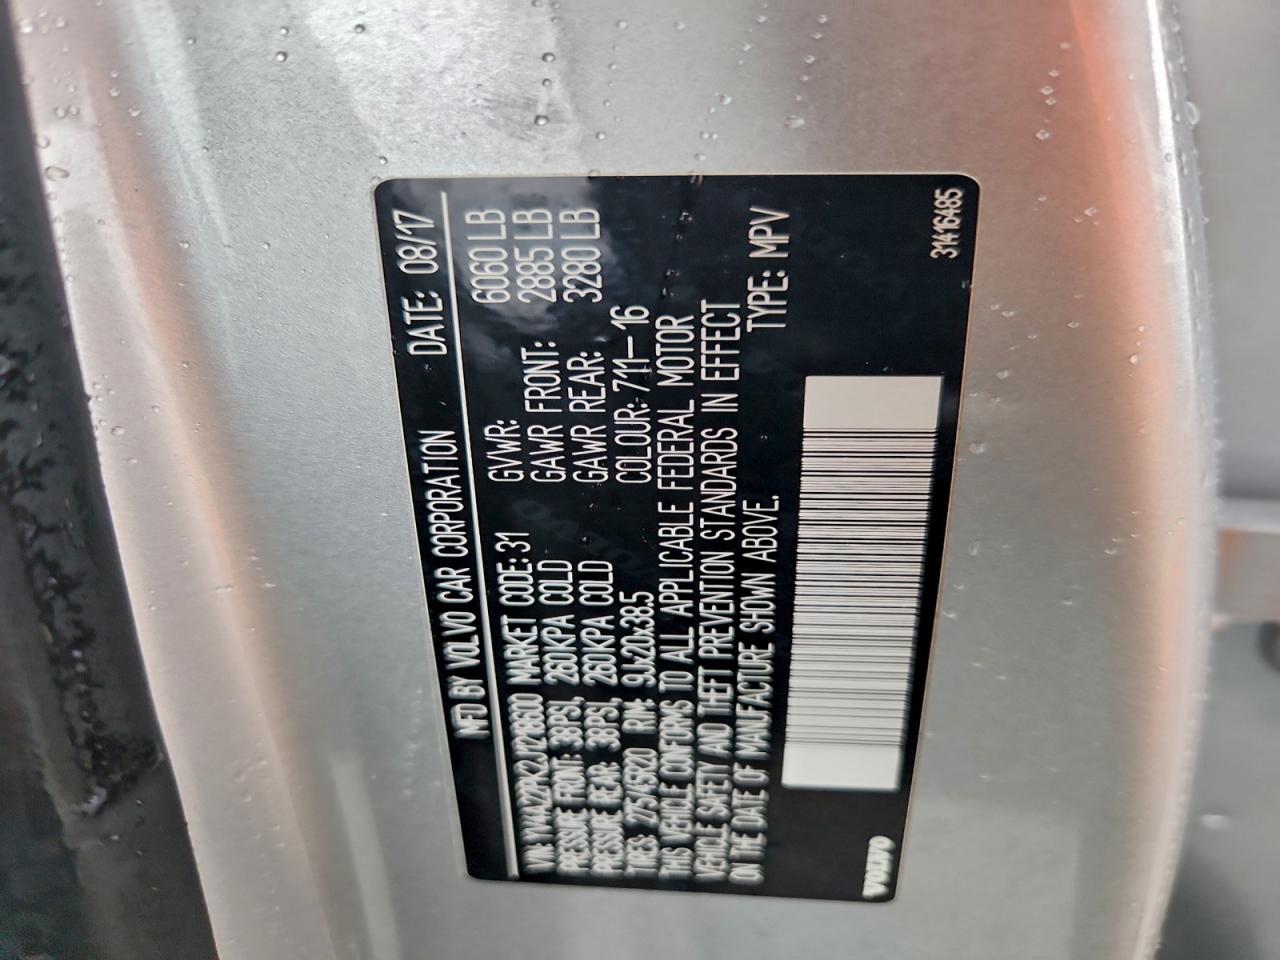 MFD BY VOLVO CAR CORPORATION DATE: 08/17
VIN: YV4A22PK2J1218600 MARKET CODE: 31 GVWR: 6060 LB
PRESSURE FRONT: 38PSI, 260KPA COLD GAWR FRONT: 2885 LB
PRESSURE REAR: 38PSI, 260KPA COLD GAWR REAR: 3280 LB
TIRES: 275/45R20 RIM: 9Jx20x38.5 COLOUR: 711-16
THIS VEHICLE CONFORMS TO ALL APPLICABLE FEDERAL MOTOR
VEHICLE SAFETY AND THEFT PREVENTION STANDARDS IN EFFECT
ON THE DATE OF MANUFACTURE SHOWN ABOVE. TYPE: MPV
VOLVO 31416485